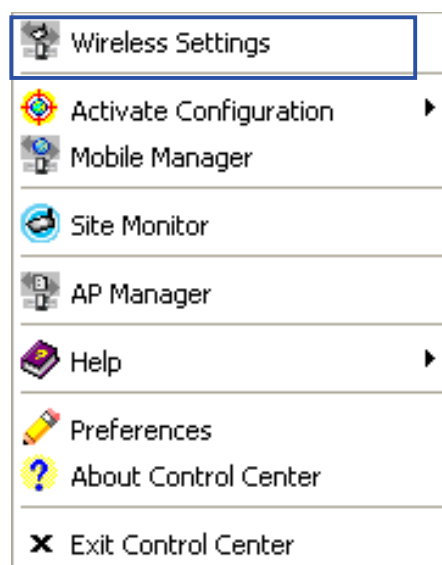 Wireless Settings
Activate Configuration
Mobile Manager
Site Monitor
AP Manager
Help
Preferences
About Control Center
Exit Control Center